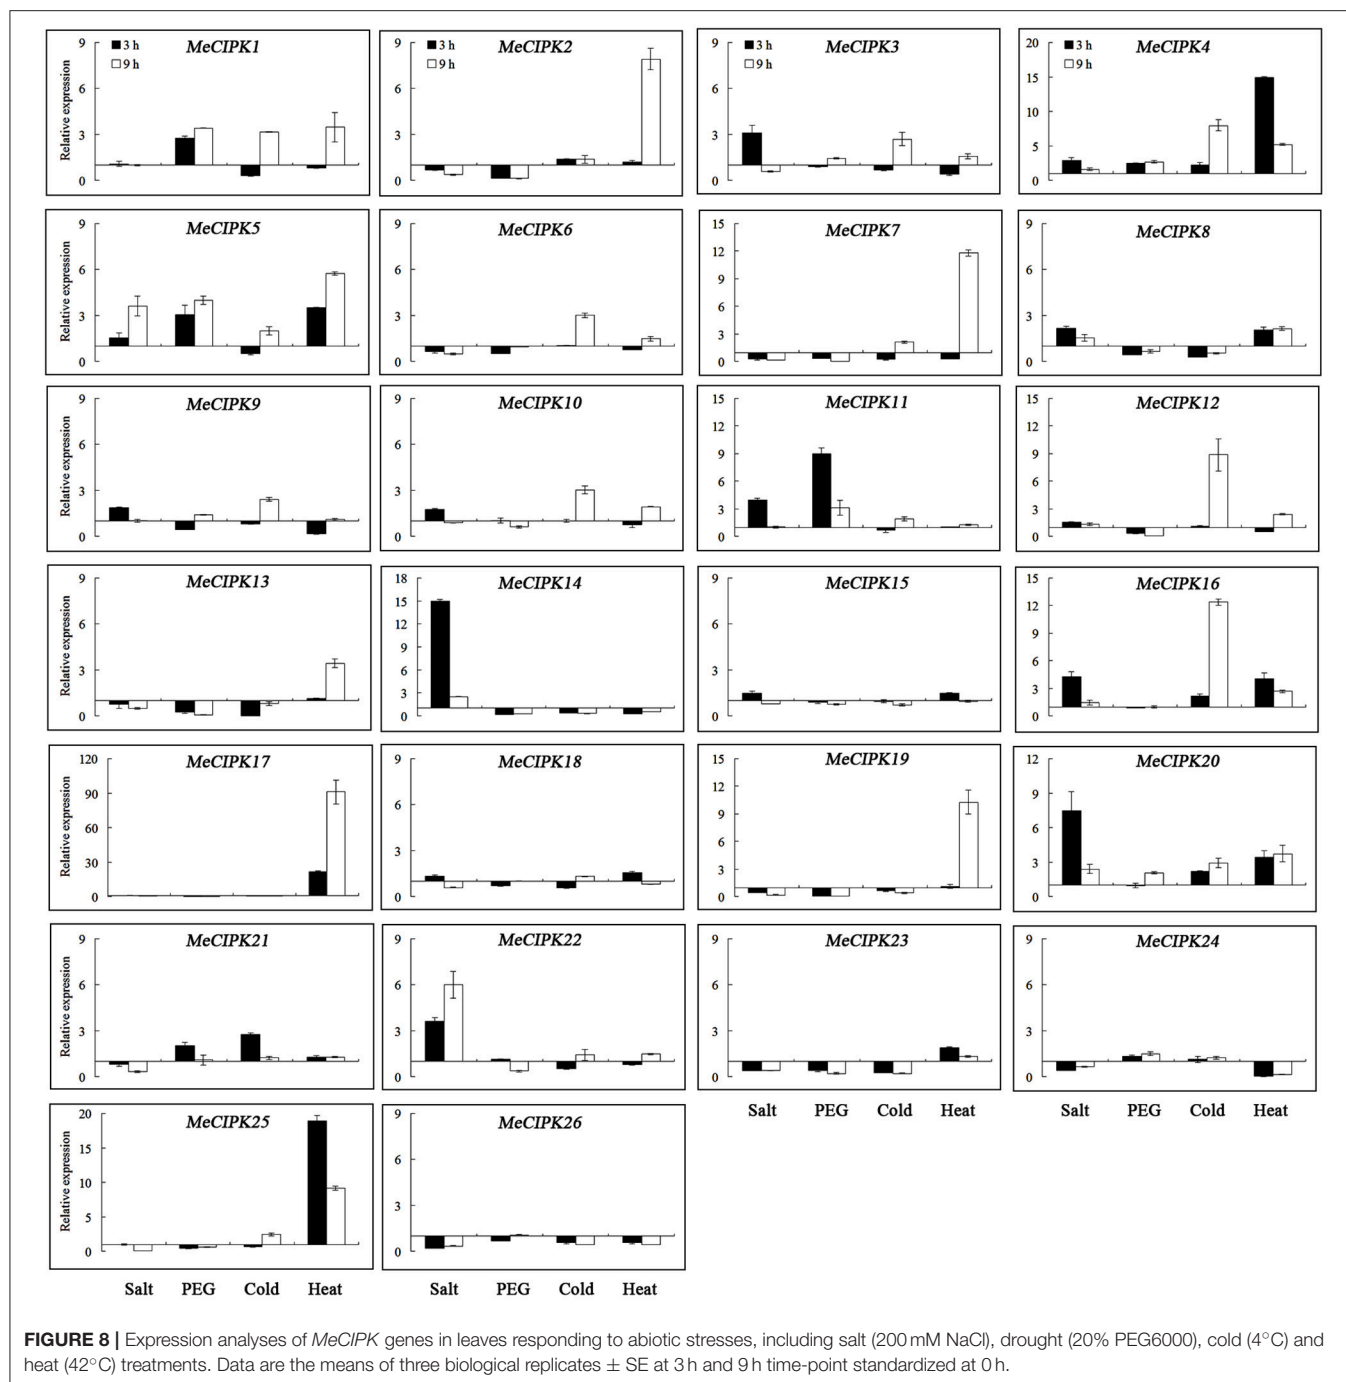 MeCIPK1
3 h
9 h
Relative expression
9
6
3
0
MeCIPK2
3 h
9 h
9
6
3
0
MeCIPK3
3 h
9 h
9
6
3
0
MeCIPK4
3 h
9 h
20
15
10
5
0
MeCIPK5
Relative expression
9
6
3
0
MeCIPK6
9
6
3
0
MeCIPK7
15
12
9
6
3
0
MeCIPK8
9
6
3
0
MeCIPK9
Relative expression
9
6
3
0
MeCIPK10
9
6
3
0
MeCIPK11
15
12
9
6
3
0
MeCIPK12
15
12
9
6
3
0
MeCIPK13
Relative expression
9
6
3
0
MeCIPK14
18
15
12
9
6
3
0
MeCIPK15
9
6
3
0
MeCIPK16
15
12
9
6
3
0
MeCIPK17
Relative expression
120
90
60
30
0
MeCIPK18
9
6
3
0
MeCIPK19
15
12
9
6
3
0
MeCIPK20
12
9
6
3
0
MeCIPK21
Relative expression
9
6
3
0
MeCIPK22
9
6
3
0
MeCIPK23
9
6
3
0
Salt PEG Cold Heat
MeCIPK24
9
6
3
0
Salt PEG Cold Heat
MeCIPK25
Relative expression
20
15
10
5
0
Salt PEG Cold Heat
MeCIPK26
9
6
3
0
Salt PEG Cold Heat
FIGURE 8 | Expression analyses of MeCIPK genes in leaves responding to abiotic stresses, including salt (200 mM NaCl), drought (20% PEG6000), cold (4°C) and
heat (42°C) treatments. Data are the means of three biological replicates ± SE at 3 h and 9 h time-point standardized at 0 h.